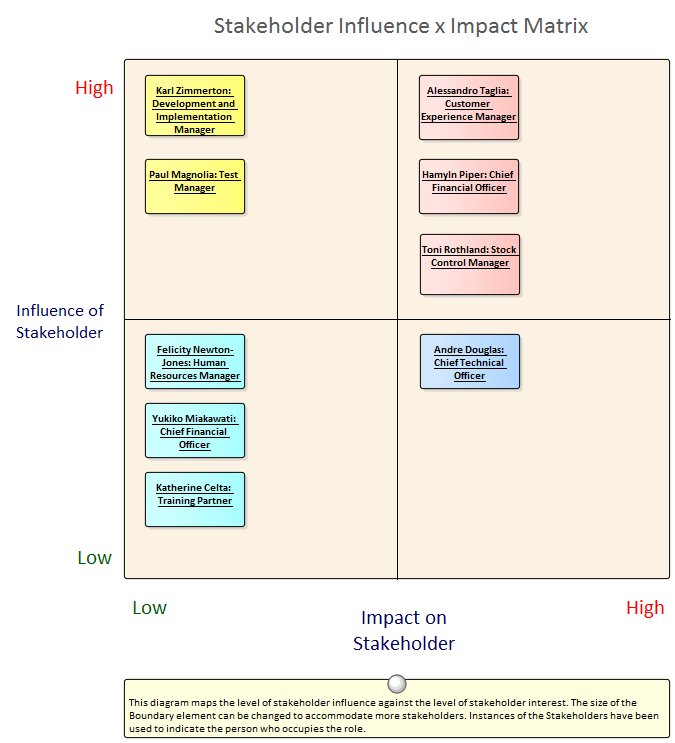 Stakeholder Influence x Impact Matrix
High
Karl Zimmerton:
Development and
Implementation
Manager
Alessandro Taglia:
Customer
Experience Manager
Paul Magnolia: Test
Manager
Hamyln Piper: Chief
Financial Officer
Toni Rothland: Stock
Control Manager
Influence of
Stakeholder
Felicity Newton-
Jones: Human
Resources Manager
Andre Douglas:
Chief Technical
Officer
Yukiko Miakawati:
Chief Financial
Officer
Katherine Celta:
Training Partner
Low
Low
Impact on
Stakeholder
High
This diagram maps the level of stakeholder influence against the level of stakeholder interest. The size of the
Boundary element can be changed to accommodate more stakeholders. Instances of the Stakeholders have been
used to indicate the person who occupies the role.